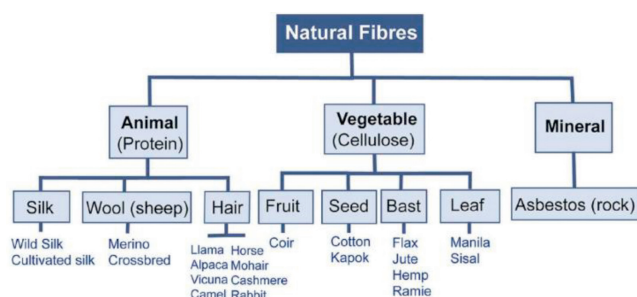 Natural Fibres
Animal
(Protein)
Vegetable
(Cellulose)
Mineral
Silk
Wool (sheep)
Hair
Fruit
Seed
Bast
Leaf
Asbestos (rock)
Wild Silk
Cultivated silk
Merino
Crossbred
Llama Horse
Alpaca Mohair
Vicuna Cashmere
Camel Rabbit
Coir
Cotton
Kapok
Flax
Jute
Hemp
Ramie
Manila
Sisal